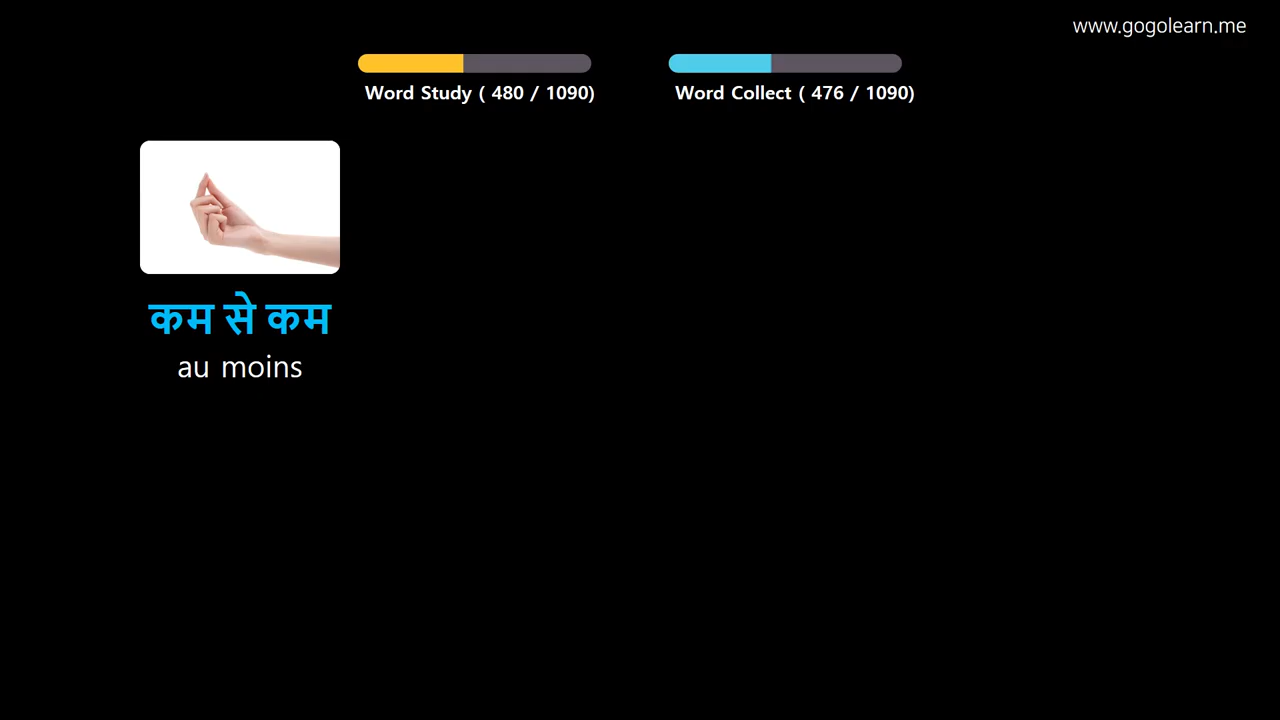 www.gogolearn.me
Word Study ( 480 / 1090)
Word Collect ( 476 / 1090)
कम से कम
au moins